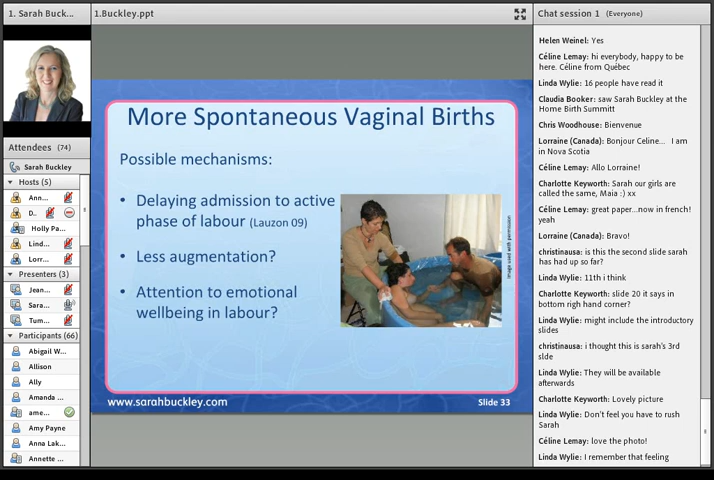 1. Sarah Buck...
1.Buckley.ppt
Chat session 1 (Everyone)
Attendees (74)
Sarah Buckley
Hosts (5)
Ann...
D..
Holly Pa...
Lind...
Lorr...
Presenters (3)
Jean...
Sara...
Tum...
Participants (66)
Abigail W...
Allison
Ally
Amanda ...
ame...
Amy Payne
Anna Lak...
Annette ...
More Spontaneous Vaginal Births
Possible mechanisms:
• Delaying admission to active
phase of labour (Lauzon 09)
• Less augmentation?
• Attention to emotional
wellbeing in labour?
Image used with permission
www.sarahbuckley.com
Slide 33
Helen Weinel: Yes
Céline Lemay: hi everybody, happy to
be here. Céline from Québec
Linda Wylie: 16 people have read it
Claudia Booker: saw Sarah Buckley at the
Home Birth Summitt
Chris Woodhouse: Bienvenue
Lorraine (Canada): Bonjour Celine... I am
in Nova Scotia
Céline Lemay: Allo Lorraine!
Charlotte Keyworth: Sarah our girls are
called the same, Maia :) xx
Céline Lemay: great paper...now in french!
yeah
Lorraine (Canada): Bravo!
christinausa: is this the second slide sarah
has had up so far?
Linda Wylie: 11th i think
Charlotte Keyworth: slide 20 it says in
bottom righ hand corner?
Linda Wylie: might include the introductory
slides
christinausa: i thought this is sarah's 3rd
slde
Linda Wylie: They will be available
afterwards
Charlotte Keyworth: Lovely picture
Linda Wylie: Don't feel you have to rush
Sarah
Céline Lemay: love the photo!
Linda Wylie: I remember that feeling